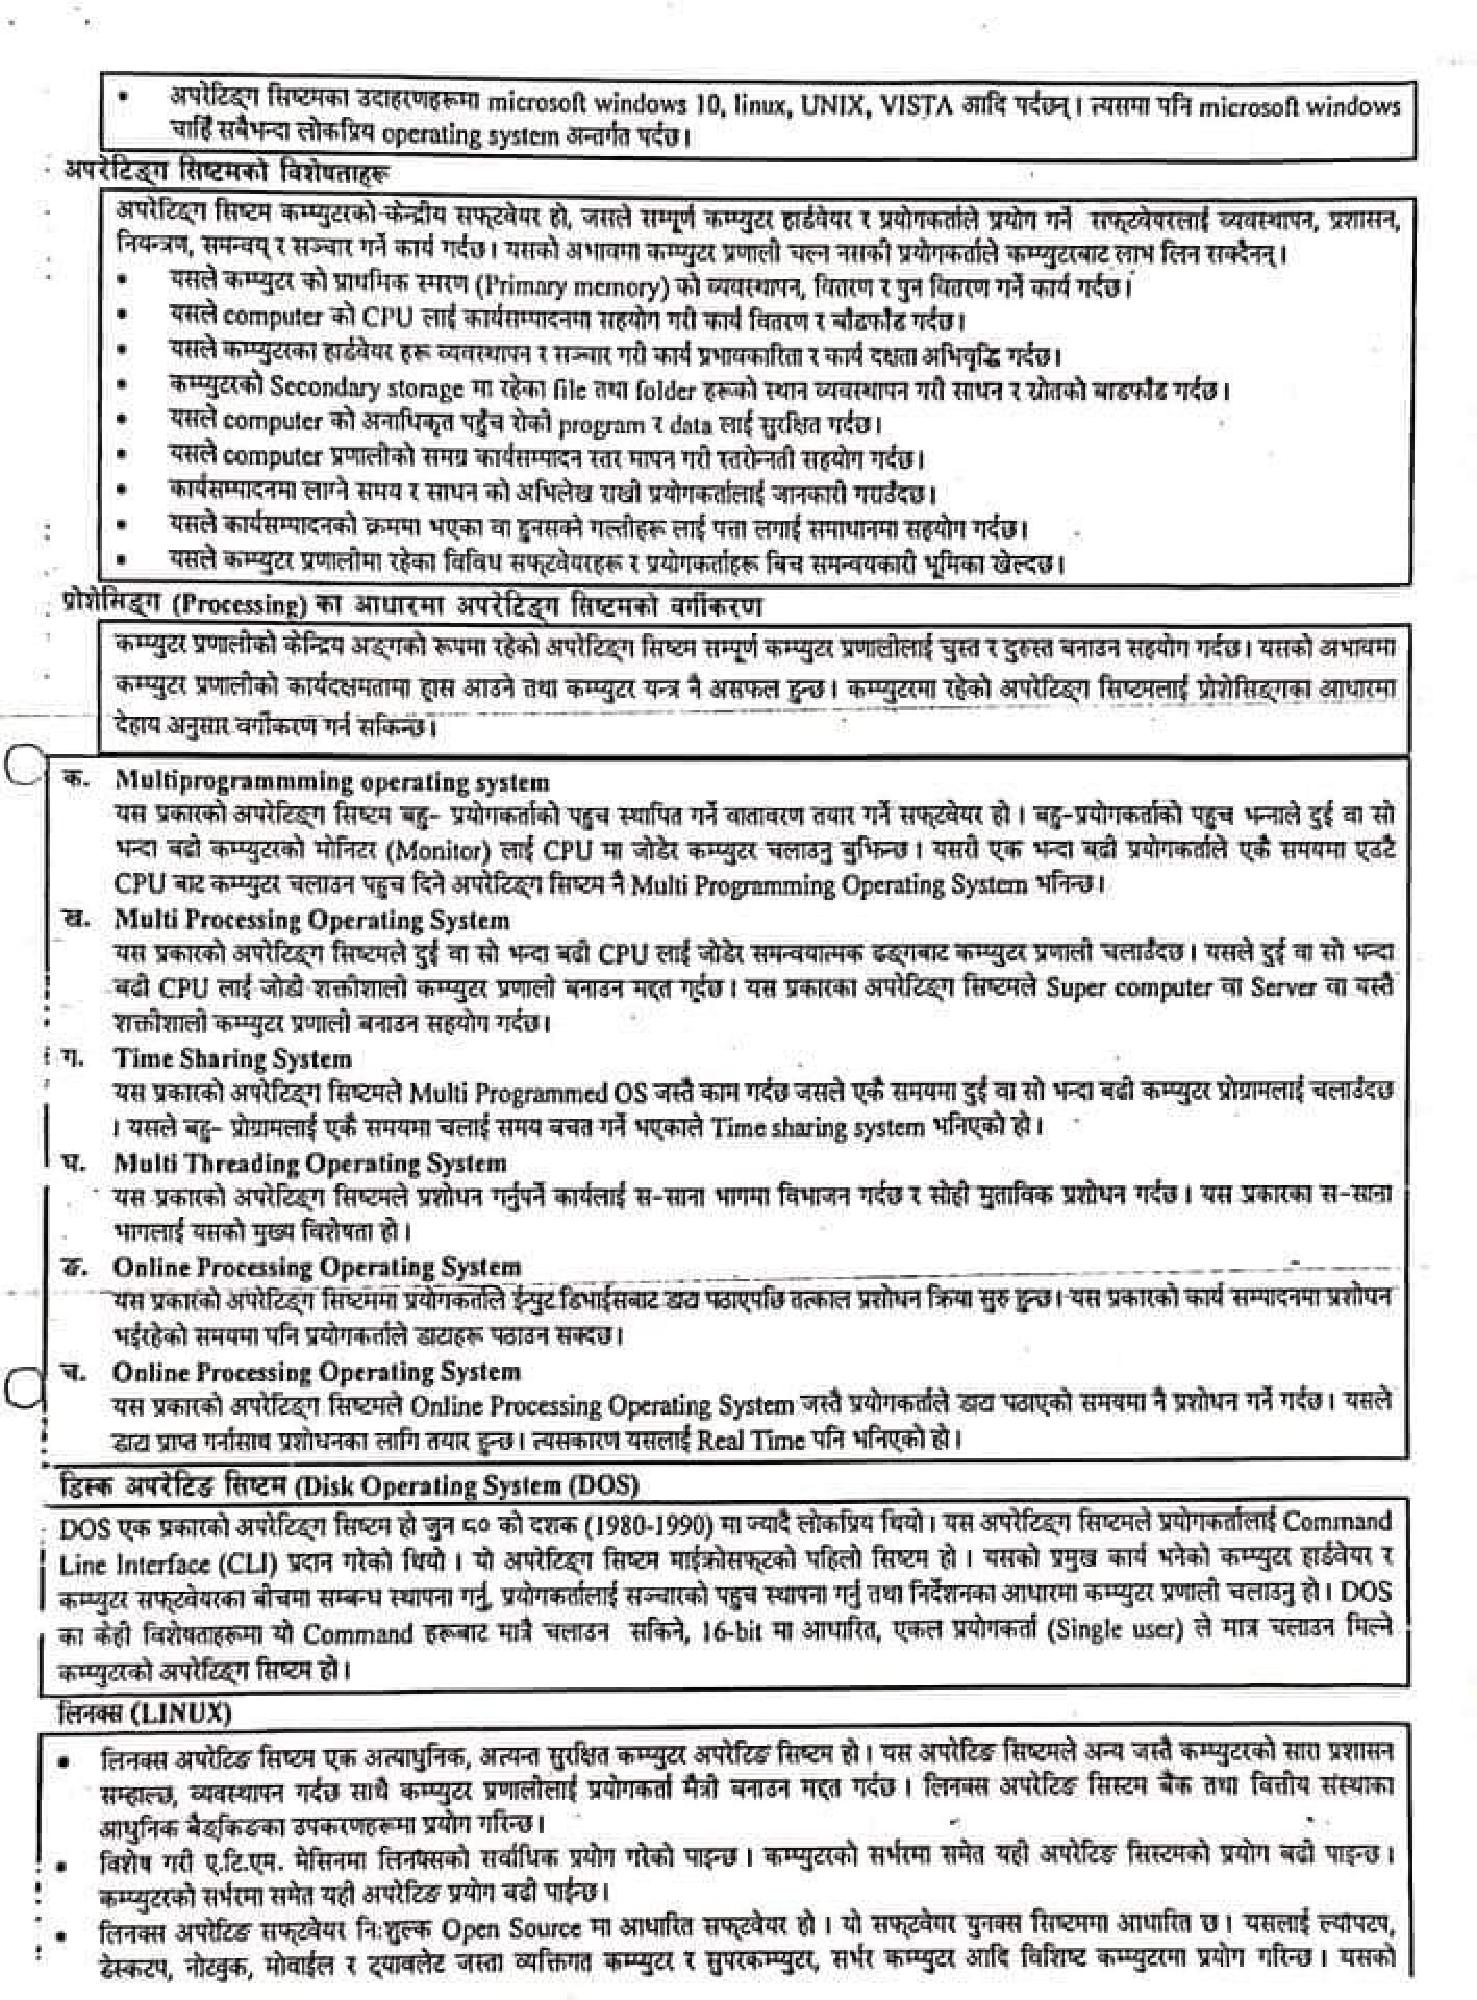 • अपरेटिङ्ग सिष्टमका उदाहरणहरूमा microsoft windows 10, linux, UNIX, VISTA आदि पर्दछन्। त्यसमा पनि microsoft windows
चाहिँ सबैभन्दा लोकप्रिय operating system अन्तर्गत पर्दछ।
अपरेटिङ्ग सिष्टमको विशेषताहरू
अपरेटिङ्ग सिष्टम कम्प्युटरको केन्द्रीय सफ्टवेयर हो, जसले सम्पूर्ण कम्प्युटर हार्डवेयर र प्रयोगकर्ताले प्रयोग गर्ने सफ्टवेयरलाई व्यवस्थापन, प्रशासन,
नियन्त्रण, समन्वय् र सञ्चार गर्ने कार्य गर्दछ। यसको अभावमा कम्प्युटर प्रणाली चल्न नसकी प्रयोगकर्ताले कम्प्युटरबाट लाभ लिन सक्दैनन्।
• यसले कम्प्युटर को प्राथमिक स्मरण (Primary memory) को व्यवस्थापन, वितरण र पुन वितरण गर्ने कार्य गर्दछ।
• यसले computer को CPU लाई कार्यसम्पादनमा सहयोग गरी कार्य वितरण र बाँडफाँड गर्दछ।
• यसले कम्प्युटरका हार्डवेयर हरू व्यवस्थापन र सञ्चार गरी कार्य प्रभावकारिता र कार्य दक्षता अभिवृद्धि गर्दछ।
• कम्प्युटरको Secondary storage मा रहेका file तथा folder हरूको स्थान व्यवस्थापन गरी साधन र स्रोतको बाडफाँड गर्दछ।
• यसले computer को अनाधिकृत पहुँच रोकी program र data लाई सुरक्षित गर्दछ।
• यसले computer प्रणालीको समग्र कार्यसम्पादन स्तर मापन गरी स्तरोन्नती सहयोग गर्दछ।
• कार्यसम्पादनमा लाग्ने समय र साधन को अभिलेख राखी प्रयोगकर्तालाई जानकारी गराउँदछ।
• यसले कार्यसम्पादनको क्रममा भएका वा हुनसक्ने गल्तीहरू लाई पत्ता लगाई समाधानमा सहयोग गर्दछ।
• यसले कम्प्युटर प्रणालीमा रहेका विविध सफ्टवेयरहरू र प्रयोगकर्ताहरू बिच समन्वयकारी भूमिका खेल्दछ।
प्रोशेसिङ्ग (Processing) का आधारमा अपरेटिङ्ग सिष्टमको वर्गीकरण
कम्प्युटर प्रणालीको केन्द्रिय अङ्गको रूपमा रहेको अपरेटिङ्ग सिष्टम सम्पूर्ण कम्प्युटर प्रणालीलाई चुस्त र दुरुस्त बनाउन सहयोग गर्दछ। यसको अभावमा
कम्प्युटर प्रणालीको कार्यदक्षमतामा ह्रास आउने तथा कम्प्युटर यन्त्र नै असफल हुन्छ। कम्प्युटरमा रहेको अपरेटिङ्ग सिष्टमलाई प्रोशेसिङ्गका आधारमा
देहाय अनुसार वर्गीकरण गर्न सकिन्छ।
क. Multiprogrammming operating system
यस प्रकारको अपरेटिङ्ग सिष्टम बहु- प्रयोगकर्ताको पहुच स्थापित गर्ने वातावरण तयार गर्ने सफ्टवेयर हो। बहु-प्रयोगकर्ताको पहुच भन्नाले दुई वा सो
भन्दा बढी कम्प्युटरको मोनिटर (Monitor) लाई CPU मा जोडेर कम्प्युटर चलाउनु बुझिन्छ। यसरी एक भन्दा बढी प्रयोगकर्ताले एकै समयमा एउटै
CPU बाट कम्प्युटर चलाउन पहुच दिने अपरेटिङ्ग सिष्टम नै Multi Programming Operating System भनिन्छ।
ख. Multi Processing Operating System
यस प्रकारको अपरेटिङ्ग सिष्टमले दुई वा सो भन्दा बढी CPU लाई जोडेर समन्वयात्मक ढङ्गबाट कम्प्युटर प्रणाली चलाउँदछ। यसले दुई वा सो भन्दा
बढी CPU लाई जोडी शक्तीशाली कम्प्युटर प्रणाली बनाउन मद्दत गर्दछ। यस प्रकारका अपरेटिङ्ग सिष्टमले Super computer वा Server वा यस्तै
शक्तीशाली कम्प्युटर प्रणाली बनाउन सहयोग गर्दछ।
ग. Time Sharing System
यस प्रकारको अपरेटिङ्ग सिष्टमले Multi Programmed OS जस्तै काम गर्दछ जसले एकै समयमा दुई वा सो भन्दा बढी कम्प्युटर प्रोग्रामलाई चलाउँदछ
। यसले बहु- प्रोग्रामलाई एकै समयमा चलाई समय बचत गर्ने भएकाले Time sharing system भनिएको हो।
घ. Multi Threading Operating System
यस प्रकारको अपरेटिङ्ग सिष्टमले प्रशोधन गर्नुपर्ने कार्यलाई स-साना भागमा विभाजन गर्दछ र सोही मुताविक प्रशोधन गर्दछ। यस प्रकारका स-साना
भागलाई यसको मुख्य विशेषता हो।
ङ. Online Processing Operating System
यस प्रकारको अपरेटिङ्ग सिष्टममा प्रयोगकर्ताले ईन्पुट डिभाईसबाट डाटा पठाएपछि तत्काल प्रशोधन क्रिया सुरु हुन्छ। यस प्रकारको कार्य सम्पादनमा प्रशोधन
भईरहेको समयमा पनि प्रयोगकर्ताले डाटाहरू पठाउन सक्दछ।
च. Online Processing Operating System
यस प्रकारको अपरेटिङ्ग सिष्टमले Online Processing Operating System जस्तै प्रयोगकर्ताले डाटा पठाएको समयमा नै प्रशोधन गर्ने गर्दछ। यसले
डाटा प्राप्त गर्नासाथ प्रशोधनका लागि तयार हुन्छ। त्यसकारण यसलाई Real Time पनि भनिएको हो।
डिस्क अपरेटिङ सिष्टम (Disk Operating System (DOS)
DOS एक प्रकारको अपरेटिङ्ग सिष्टम हो जुन ८० को दशक (1980-1990) मा ज्यादै लोकप्रिय थियो। यस अपरेटिङ्ग सिष्टमले प्रयोगकर्तालाई Command
Line Interface (CLI) प्रदान गरेको थियो। यो अपरेटिङ्ग सिष्टम माईक्रोसफ्टको पहिलो सिष्टम हो। यसको प्रमुख कार्य भनेको कम्प्युटर हार्डवेयर र
कम्प्युटर सफ्टवेयरका बीचमा सम्बन्ध स्थापना गर्नु, प्रयोगकर्तालाई सञ्चारको पहुच स्थापना गर्नु तथा निर्देशनका आधारमा कम्प्युटर प्रणाली चलाउनु हो। DOS
का केही विशेषताहरूमा यो Command हरूबाट मात्रै चलाउन सकिने, 16-bit मा आधारित, एकल प्रयोगकर्ता (Single user) ले मात्र चलाउन मिल्ने
कम्प्युटरको अपरेटिङ्ग सिष्टम हो।
लिनक्स (LINUX)
• लिनक्स अपरेटिङ सिष्टम एक अत्याधुनिक, अत्यन्त सुरक्षित कम्प्युटर अपरेटिङ सिष्टम हो। यस अपरेटिङ सिष्टमले अन्य जस्तै कम्प्युटरको सारा प्रशासन
सम्हाल्छ, व्यवस्थापन गर्दछ साथै कम्प्युटर प्रणालीलाई प्रयोगकर्ता मैत्री बनाउन मद्दत गर्दछ। लिनक्स अपरेटिङ सिस्टम बैंक तथा वित्तीय संस्थाका
आधुनिक बैङ्किङका उपकरणहरूमा प्रयोग गरिन्छ।
• विशेष गरी ए.टि.एम. मेसिनमा लिनक्सको सर्वाधिक प्रयोग गरेको पाइन्छ। कम्प्युटरको सर्भरमा समेत यही अपरेटिङ सिस्टमको प्रयोग बढी पाइन्छ।
कम्प्युटरको सर्भरमा समेत यही अपरेटिङ प्रयोग बढी पाईन्छ।
• लिनक्स अपरेटिङ सफ्टवेयर निःशुल्क Open Source मा आधारित सफ्टवेयर हो। यो सफ्टवेयर युनिक्स सिष्टममा आधारित छ। यसलाई ल्यापटप,
डेस्कटप, नोटबुक, मोवाईल र ट्यावलेट जस्ता व्यक्तिगत कम्प्युटर र सुपरकम्प्युटर, सर्भर कम्प्युटर आदि विशिष्ट कम्प्युटरमा प्रयोग गरिन्छ। यसको